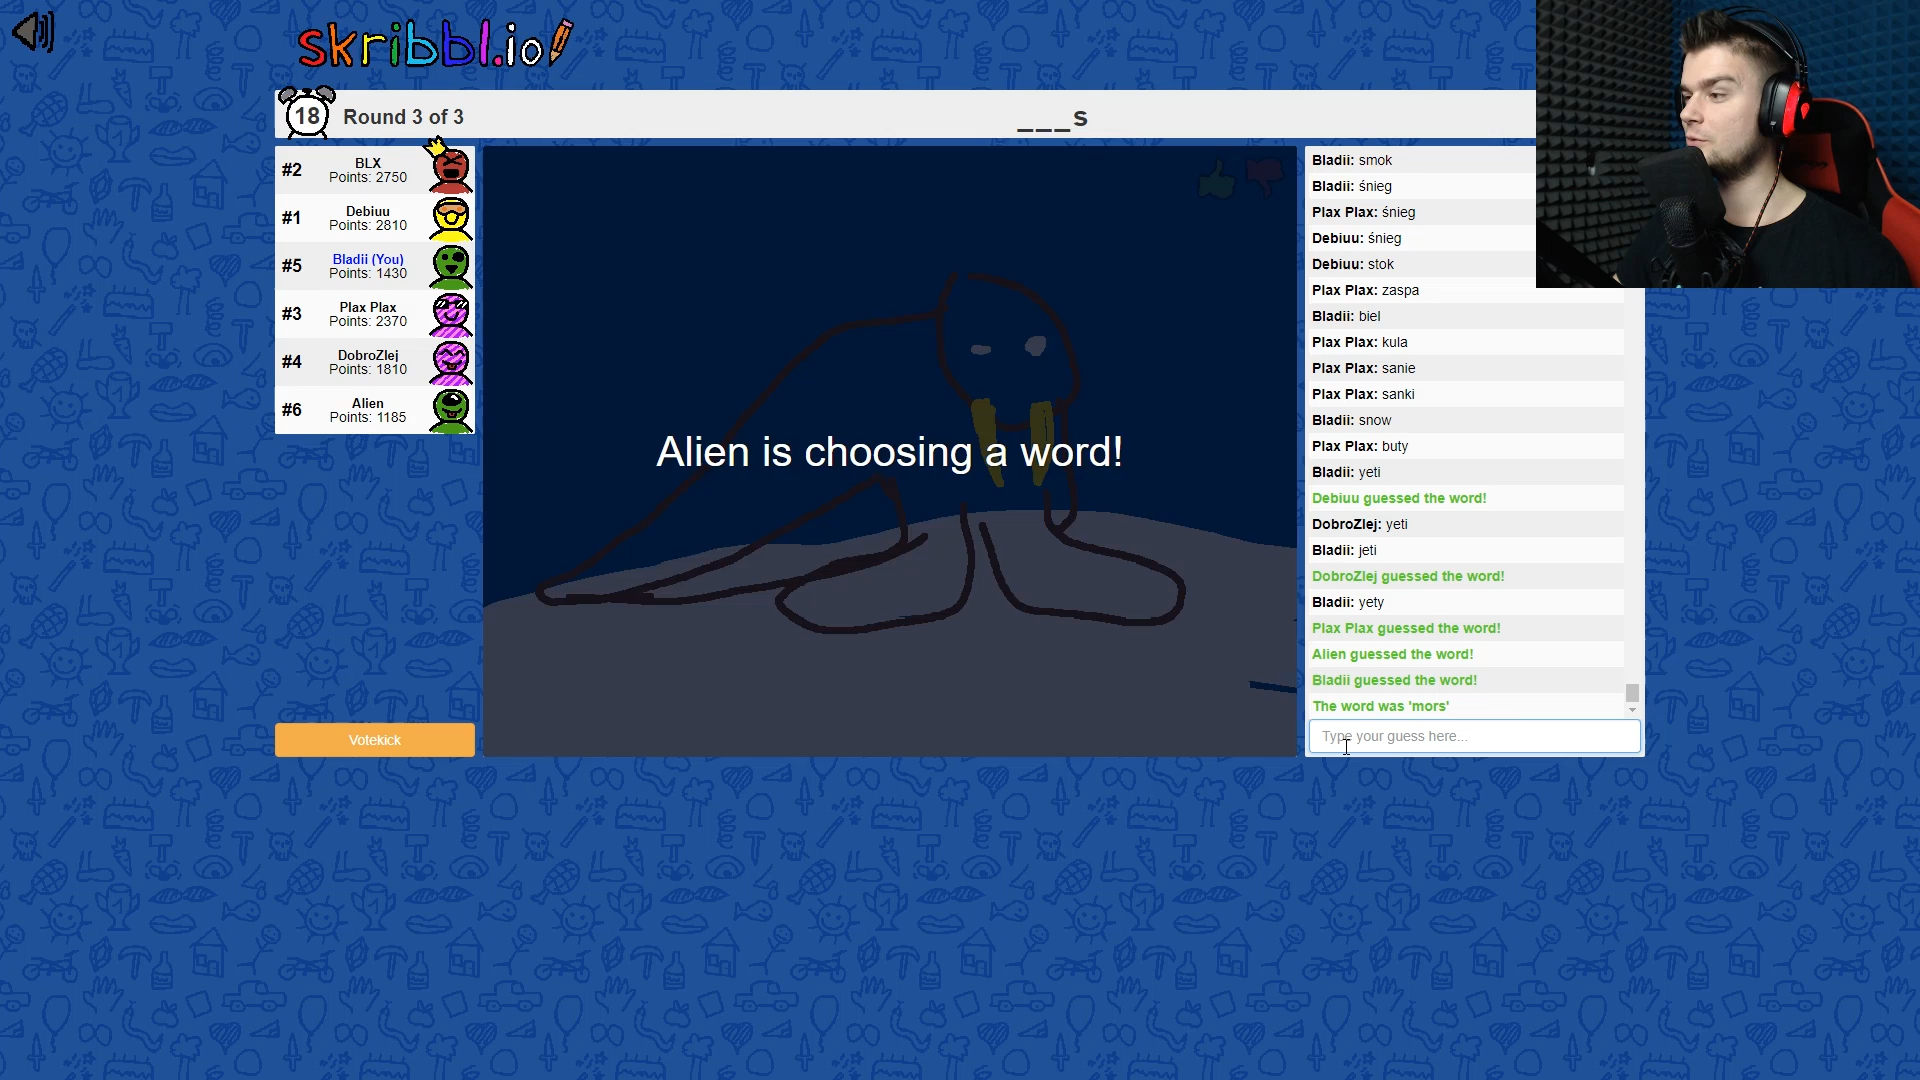 skribbl.io
18
Round 3 of 3
___s
#2
BLX
Points: 2750
#1
Debiuu
Points: 2810
#5
Bladii (You)
Points: 1430
#3
Plax Plax
Points: 2370
#4
DobroZlej
Points: 1810
#6
Alien
Points: 1185
Votekick
Alien is choosing a word!
Bladii: smok
Bladii: śnieg
Plax Plax: śnieg
Debiuu: śnieg
Debiuu: stok
Plax Plax: zaspa
Bladii: biel
Plax Plax: kula
Plax Plax: sanie
Plax Plax: sanki
Bladii: snow
Plax Plax: buty
Bladii: yeti
Debiuu guessed the word!
DobroZlej: yeti
Bladii: jeti
DobroZlej guessed the word!
Bladii: yety
Plax Plax guessed the word!
Alien guessed the word!
Bladii guessed the word!
The word was 'mors'
Type your guess here...